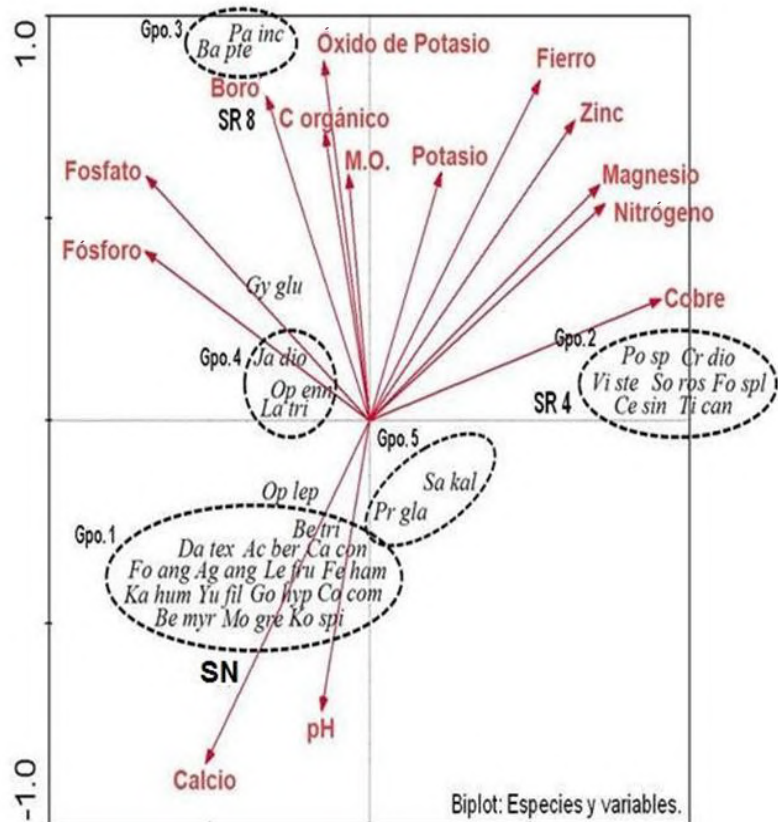 1.0
Gpo. 3
Pa inc
Ba pte
Óxido de Potasio
Fierro
Boro
SR 8
C orgánico
Zinc
M.O.
Potasio
Fosfato
Magnesio
Nitrógeno
Fósforo
Gy glu
Cobre
Gpo. 4
Ja dio
Op enn
La tri
Gpo. 2
Po sp Cr dio
Vi ste So ros Fo spl
Ce sin Ti can
SR 4
Gpo. 5
Sa kal
Pr gla
Op lep
Gpo. 1
Be tri
Da tex Ac ber Ca con
Fo ang Ag ang Le fru Fe ham
Ka hum Yu fil Go hyp Co com
Be myr Mo gre Ko spi
SN
pH
Calcio
-1.0
Biplot: Especies y variables.